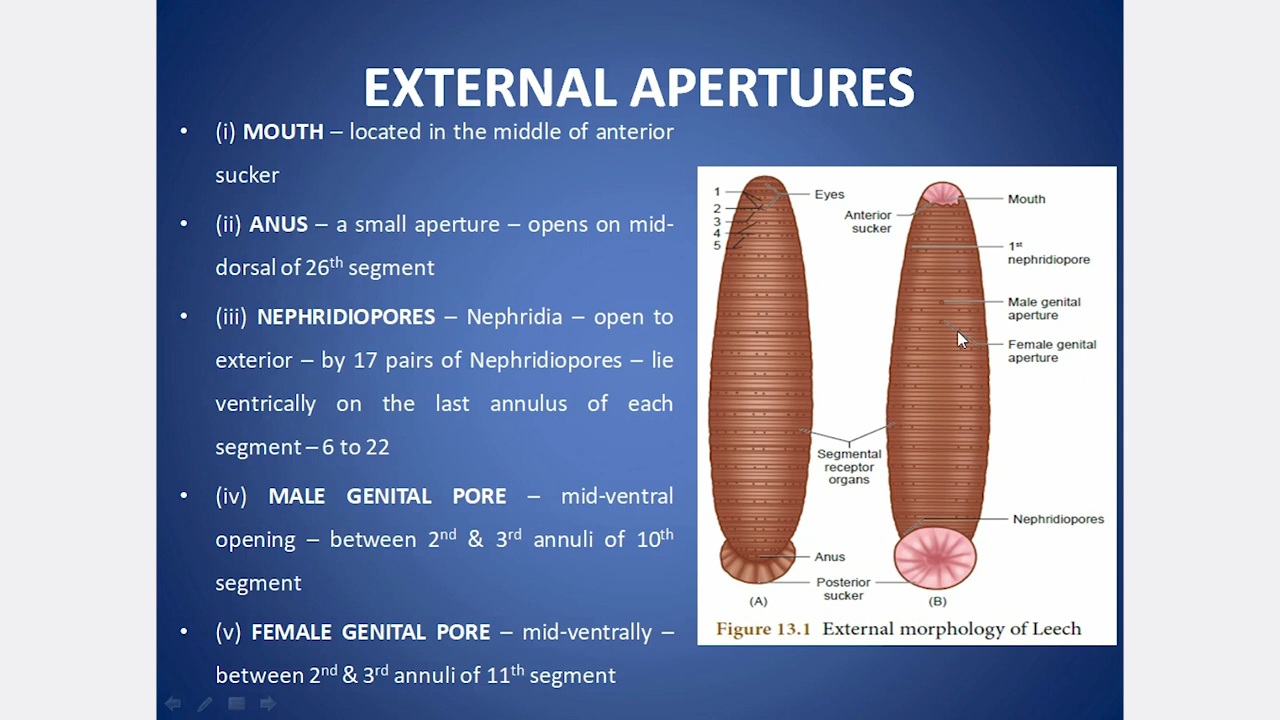 EXTERNAL APERTURES
• (i) MOUTH – located in the middle of anterior
sucker
• (ii) ANUS – a small aperture – opens on mid-
dorsal of 26th segment
• (iii) NEPHRIDIOPORES – Nephridia – open to
exterior – by 17 pairs of Nephridiopores – lie
ventrically on the last annulus of each
segment – 6 to 22
• (iv) MALE GENITAL PORE – mid-ventral
opening – between 2nd & 3rd annuli of 10th
segment
• (v) FEMALE GENITAL PORE – mid-ventrally –
between 2nd & 3rd annuli of 11th segment
1
2
3
4
5
Eyes
Anterior
sucker
Mouth
1st
nephridiopore
Male genital
aperture
Female genital
aperture
Segmental
receptor
organs
Nephridiopores
Anus
Posterior
sucker
(A)
(B)
Figure 13.1 External morphology of Leech